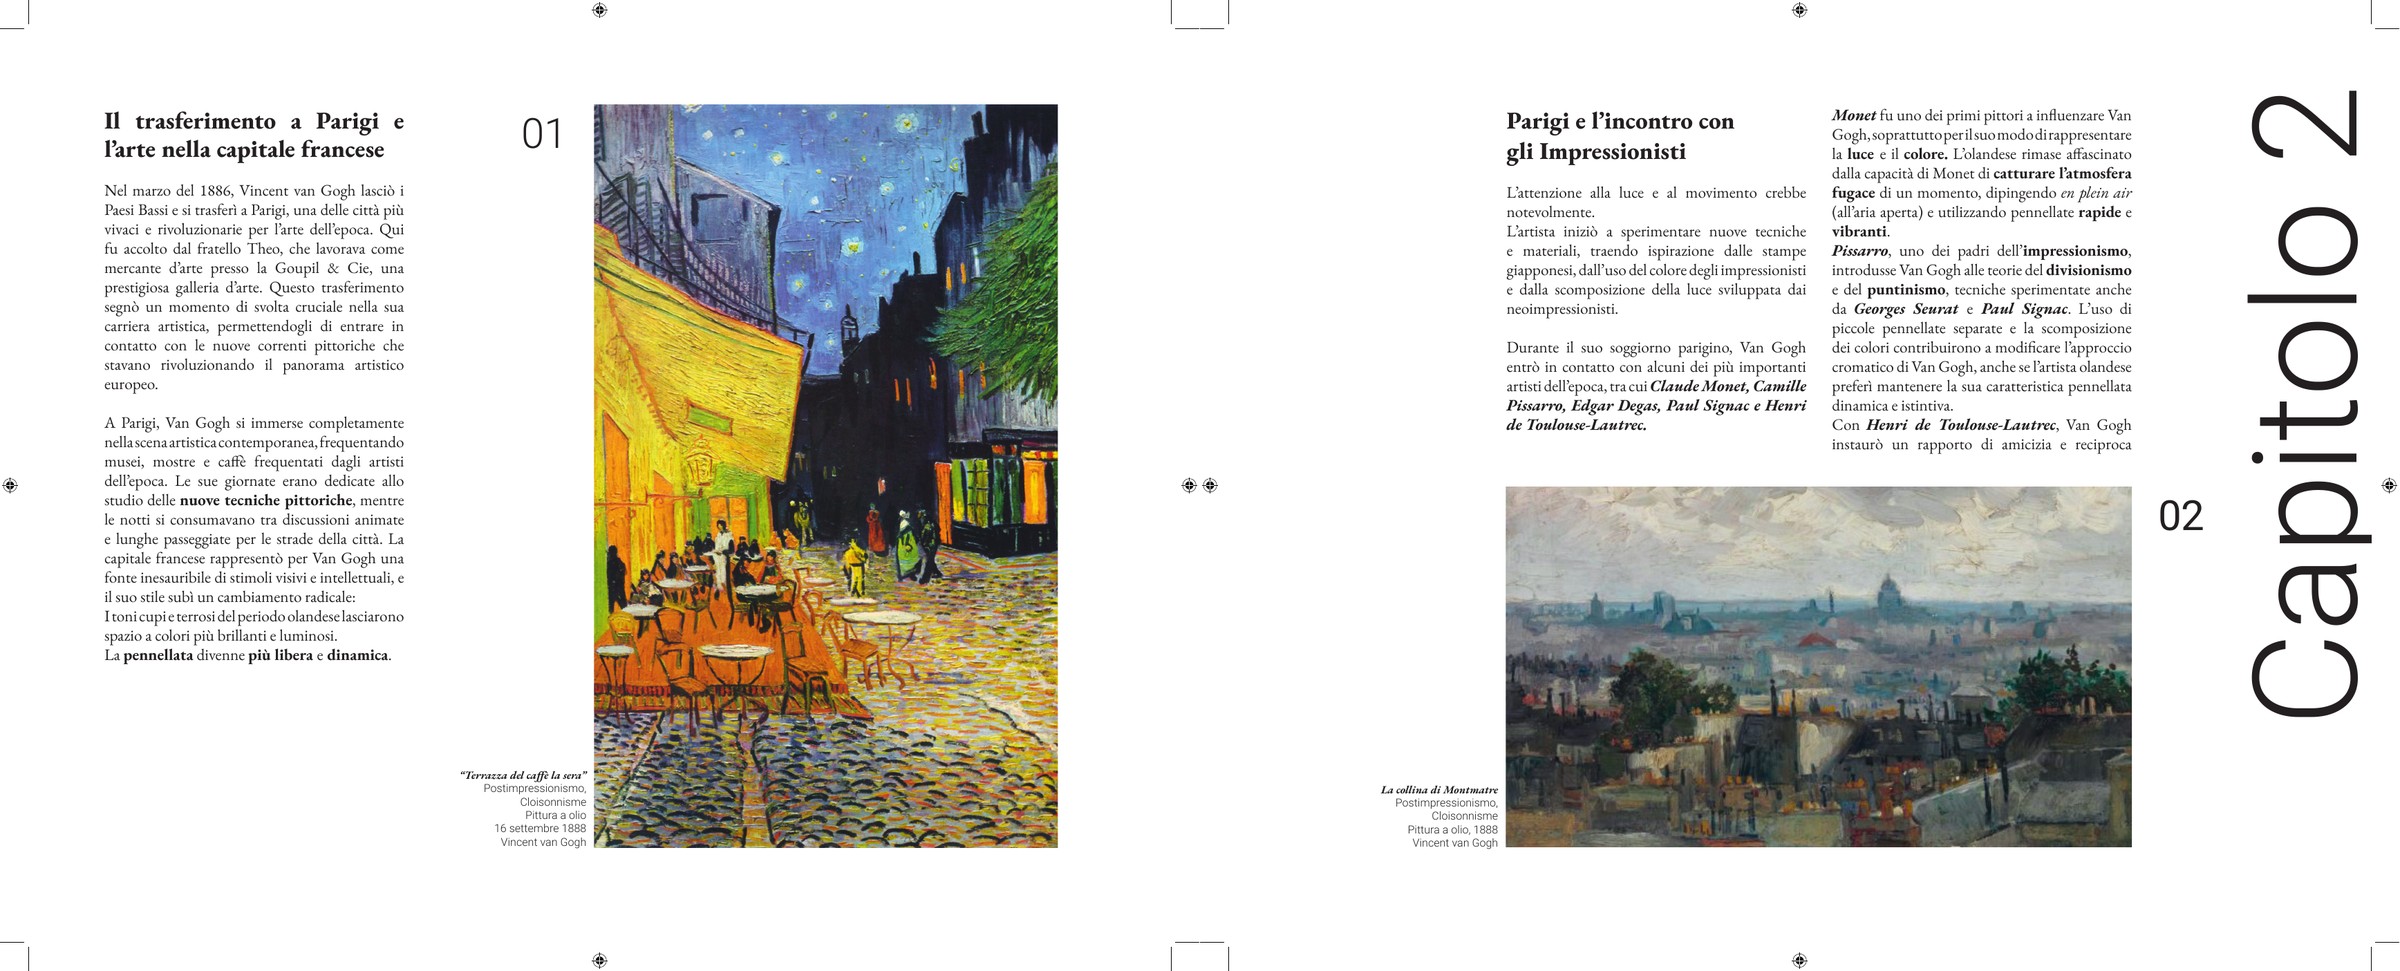 Il trasferimento a Parigi e
l'arte nella capitale francese
Nel marzo del 1886, Vincent van Gogh lasciò i
Paesi Bassi e si trasferì a Parigi, una delle città più
vivaci e rivoluzionarie per l'arte dell'epoca. Qui
fu accolto dal fratello Theo, che lavorava come
mercante d'arte presso la Goupil & Cie, una
prestigiosa galleria d'arte. Questo trasferimento
segnò un momento di svolta cruciale nella sua
carriera artistica, permettendogli di entrare in
contatto con le nuove correnti pittoriche che
stavano rivoluzionando il panorama artistico
europeo.
A Parigi, Van Gogh si immerse completamente
nella scena artistica contemporanea, frequentando
musei, mostre e caffè frequentati dagli artisti
dell'epoca. Le sue giornate erano dedicate allo
studio delle nuove tecniche pittoriche, mentre
le notti si consumavano tra discussioni animate
e lunghe passeggiate per le strade della città. La
capitale francese rappresentò per Van Gogh una
fonte inesauribile di stimoli visivi e intellettuali, e
il suo stile subì un cambiamento radicale:
I toni cupi e terrosi del periodo olandese lasciarono
spazio a colori più brillanti e luminosi.
La pennellata divenne più libera e dinamica.
01
“Terrazza del caffè la sera”
Postimpressionismo,
Cloisonnisme
Pittura a olio
16 settembre 1888
Vincent van Gogh
Parigi e l'incontro con
gli Impressionisti
L'attenzione alla luce e al movimento crebbe
notevolmente.
L'artista iniziò a sperimentare nuove tecniche
e materiali, traendo ispirazione dalle stampe
giapponesi, dall'uso del colore degli impressionisti
e dalla scomposizione della luce sviluppata dai
neoimpressionisti.
Durante il suo soggiorno parigino, Van Gogh
entrò in contatto con alcuni dei più importanti
artisti dell'epoca, tra cui Claude Monet, Camille
Pissarro, Edgar Degas, Paul Signac e Henri
de Toulouse-Lautrec.
Monet fu uno dei primi pittori a influenzare Van
Gogh, soprattutto per il suo modo di rappresentare
la luce e il colore. L'olandese rimase affascinato
dalla capacità di Monet di catturare l'atmosfera
fugace di un momento, dipingendo en plein air
(all'aria aperta) e utilizzando pennellate rapide e
vibranti.
Pissarro, uno dei padri dell'impressionismo,
introdusse Van Gogh alle teorie del divisionismo
e del puntinismo, tecniche sperimentate anche
da Georges Seurat e Paul Signac. L'uso di
piccole pennellate separate e la scomposizione
dei colori contribuirono a modificare l'approccio
cromatico di Van Gogh, anche se l'artista olandese
preferì mantenere la sua caratteristica pennellata
dinamica e istintiva.
Con Henri de Toulouse-Lautrec, Van Gogh
instaurò un rapporto di amicizia e reciproca
02
La collina di Montmatre
Postimpressionismo,
Cloisonnisme
Pittura a olio, 1888
Vincent van Gogh
Capitolo 2